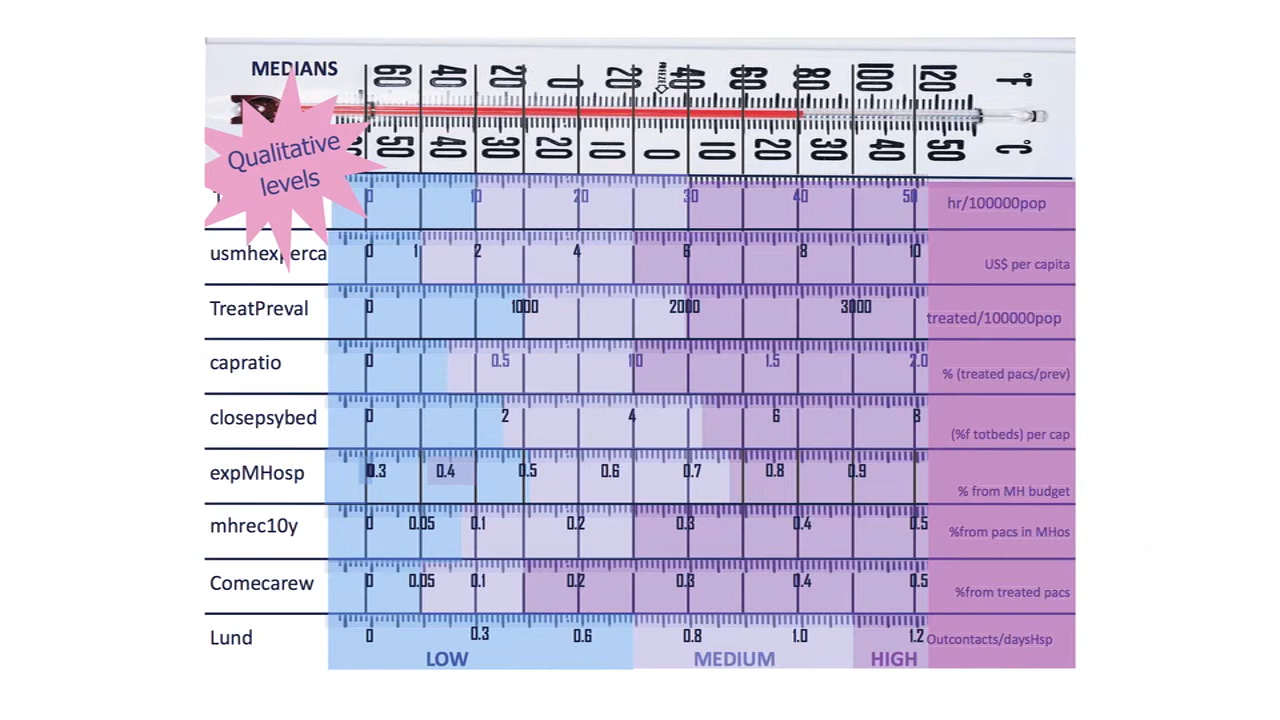 MEDIANS
60 40 20 0 20 40 60 80 100 120 °F
FREEZE
50 40 30 20 10 0 10 20 30 40 50 °C
Qualitative
levels
0 10 20 30 40 50 hr/100000pop
usmhexperca 0 1 2 4 6 8 10 US$ per capita
TreatPreval 0 1000 2000 3000 treated/100000pop
capratio 0 0.5 10 1.5 2.0 % (treated pacs/prev)
closepsybed 0 2 4 6 8 (%f totbeds) per cap
expMHosp 0.3 0.4 0.5 0.6 0.7 0.8 0.9 % from MH budget
mhrec10y 0 0.05 0.1 0.2 0.3 0.4 0.5 %from pacs in MHos
Comecarew 0 0.05 0.1 0.2 0.3 0.4 0.5 %from treated pacs
Lund 0 0.3 0.6 0.8 1.0 1.2 Outcontacts/daysHsp
LOW MEDIUM HIGH